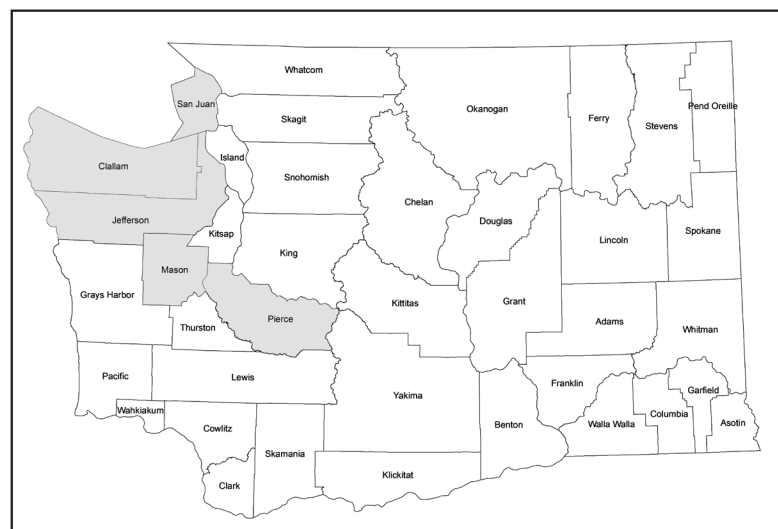 Whatcom
San Juan
Skagit
Okanogan
Ferry
Stevens
Pend Oreille
Clallam
Island
Snohomish
Chelan
Jefferson
Kitsap
Douglas
Lincoln
Spokane
Mason
King
Grays Harbor
Kittitas
Grant
Thurston
Pierce
Adams
Whitman
Pacific
Lewis
Yakima
Franklin
Garfield
Wahkiakum
Cowlitz
Benton
Walla Walla
Columbia
Asotin
Skamania
Klickitat
Clark